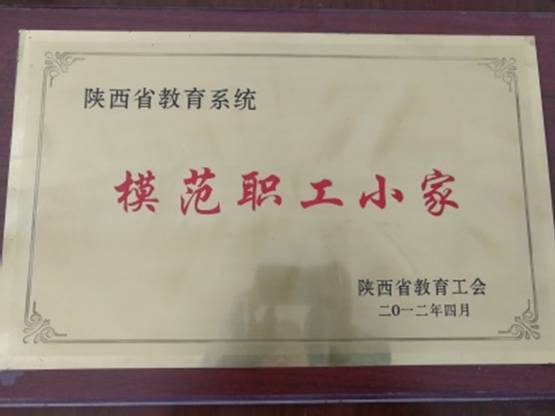 陕西省教育系统
模范职工小家
陕西省教育工会
二0一二年四月